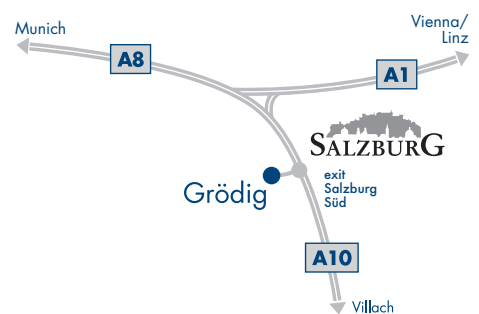 Munich
Vienna/
Linz
A8
A1
SALZBURG
exit
Salzburg
Süd
Grödig
A10
Villach